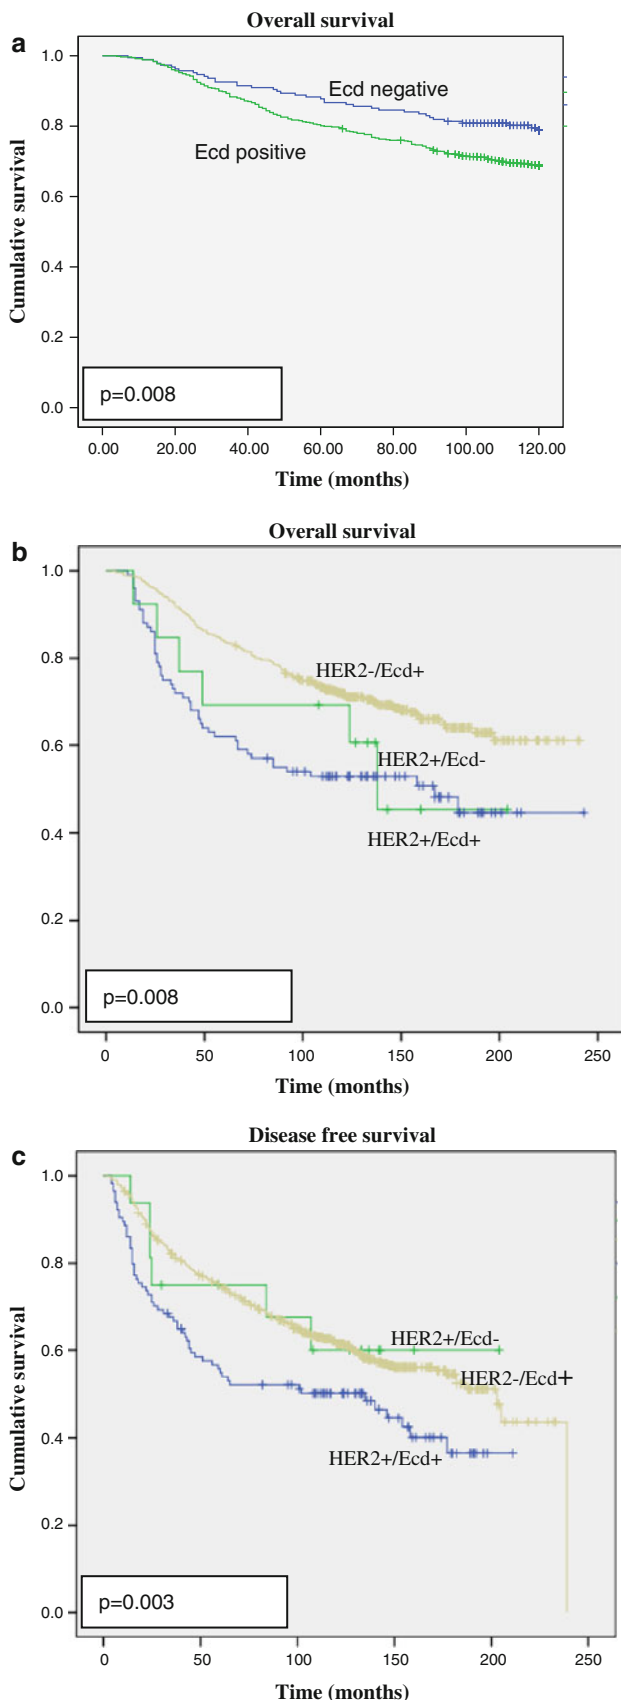 a
Overall survival
1.0
0.8
0.6
0.4
0.2
0.0
Cumulative survival
Ecd negative
Ecd positive
p=0.008
0.00 20.00 40.00 60.00 80.00 100.00 120.00
Time (months)
b
Overall survival
1.0
0.8
0.6
0.4
0.2
0.0
HER2-/Ecd+
HER2+/Ecd-
HER2+/Ecd+
p=0.008
0 50 100 150 200 250
Time (months)
c
Disease free survival
1.0
0.8
0.6
0.4
0.2
0.0
Cumulative survival
HER2+/Ecd-
HER2-/Ecd+
HER2+/Ecd+
p=0.003
0 50 100 150 200 250
Time (months)